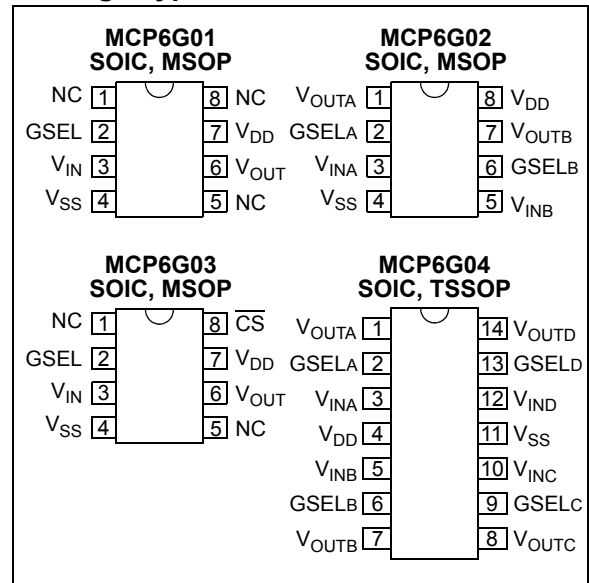 MCP6G01
SOIC, MSOP
NC 1 8 NC
GSEL 2 7 VDD
VIN 3 6 VOUT
VSS 4 5 NC
MCP6G02
SOIC, MSOP
VOUTA 1 8 VDD
GSELA 2 7 VOUTB
VINA 3 6 GSELB
VSS 4 5 VINB
MCP6G03
SOIC, MSOP
NC 1 8 CS
GSEL 2 7 VDD
VIN 3 6 VOUT
VSS 4 5 NC
MCP6G04
SOIC, TSSOP
VOUTA 1 14 VOUTD
GSELA 2 13 GSELD
VINA 3 12 VIND
VDD 4 11 VSS
VINB 5 10 VINC
GSELB 6 9 GSELC
VOUTB 7 8 VOUTC